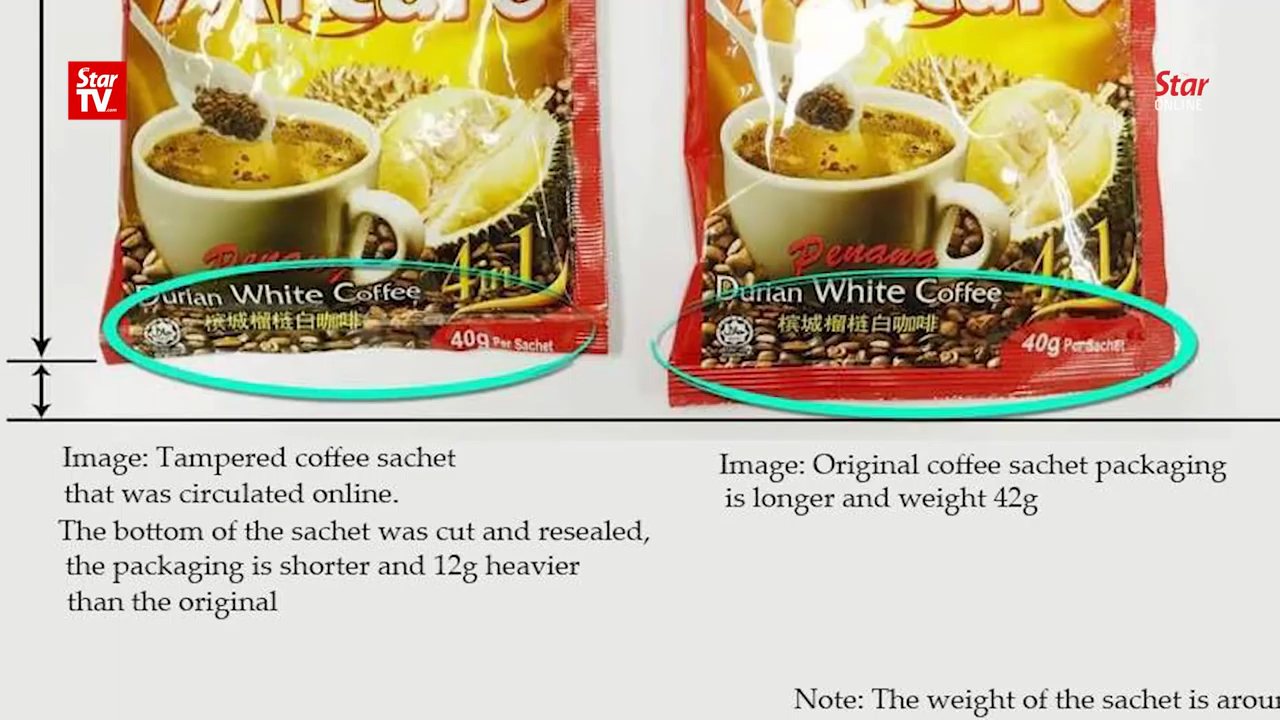 Star
TV.com
Star
ONLINE
Penang
Durian White Coffee
槟城榴梿白咖啡
4in1
40g Per Sachet
Penang
Durian White Coffee
槟城榴梿白咖啡
4in1
40g Per Sachet
Image: Tampered coffee sachet
that was circulated online.
The bottom of the sachet was cut and resealed,
the packaging is shorter and 12g heavier
than the original
Image: Original coffee sachet packaging
is longer and weight 42g
Note: The weight of the sachet is